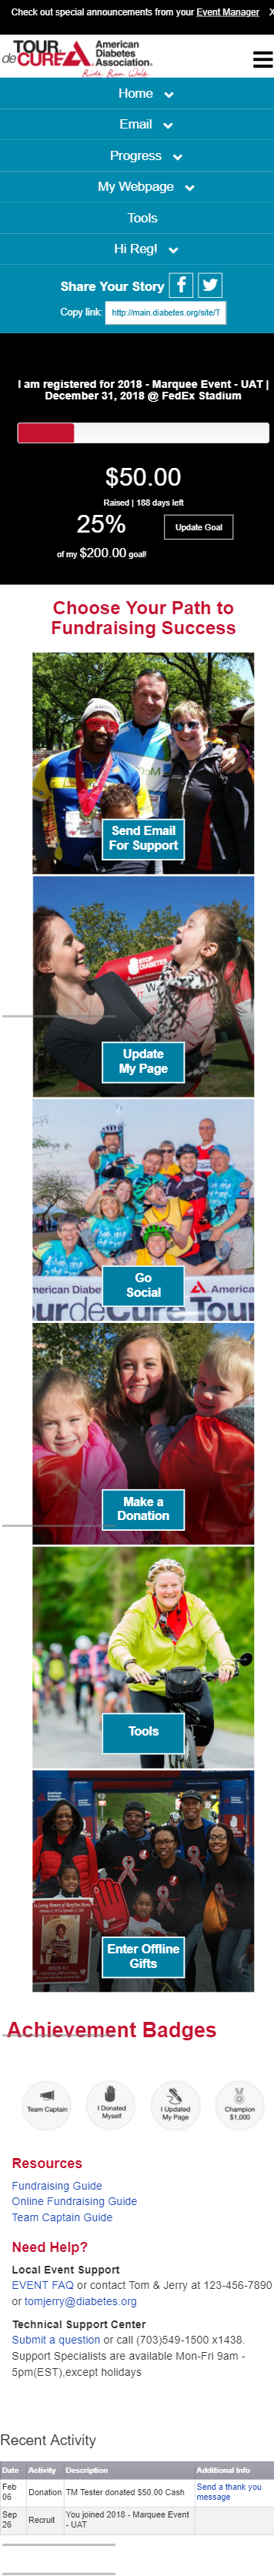 Check out special announcements from your Event Manager X
TOUR
de CURE
American
Diabetes
Association®
Ride. Run. Walk.
Home
Email
Progress
My Webpage
Tools
Hi Reg!
Share Your Story
Copy link: http://main.diabetes.org/site/T
I am registered for 2018 - Marquee Event - UAT |
December 31, 2018 @ FedEx Stadium
$50.00
Raised | 188 days left
25% Update Goal
of my $200.00 goal!
Choose Your Path to
Fundraising Success
Send Email
For Support
STOP
DIABETES
Update
My Page
Go
Social
American Diabe
Americ
ourdeCure Tour
Make a
Donation
Tools
Enter Offline
Gifts
Achievement Badges
Team Captain
I Donated
Myself
I Updated
My Page
Champion
$1,000
Resources
Fundraising Guide
Online Fundraising Guide
Team Captain Guide
Need Help?
Local Event Support
EVENT FAQ or contact Tom & Jerry at 123-456-7890
or tomjerry@diabetes.org
Technical Support Center
Submit a question or call (703)549-1500 x1438.
Support Specialists are available Mon-Fri 9am -
5pm(EST),except holidays
Recent Activity
Date Activity Description Additional Info
Feb
06 Donation TM Tester donated $50.00 Cash Send a thank you
message
Sep
26 Recruit You joined 2018 - Marquee Event
- UAT